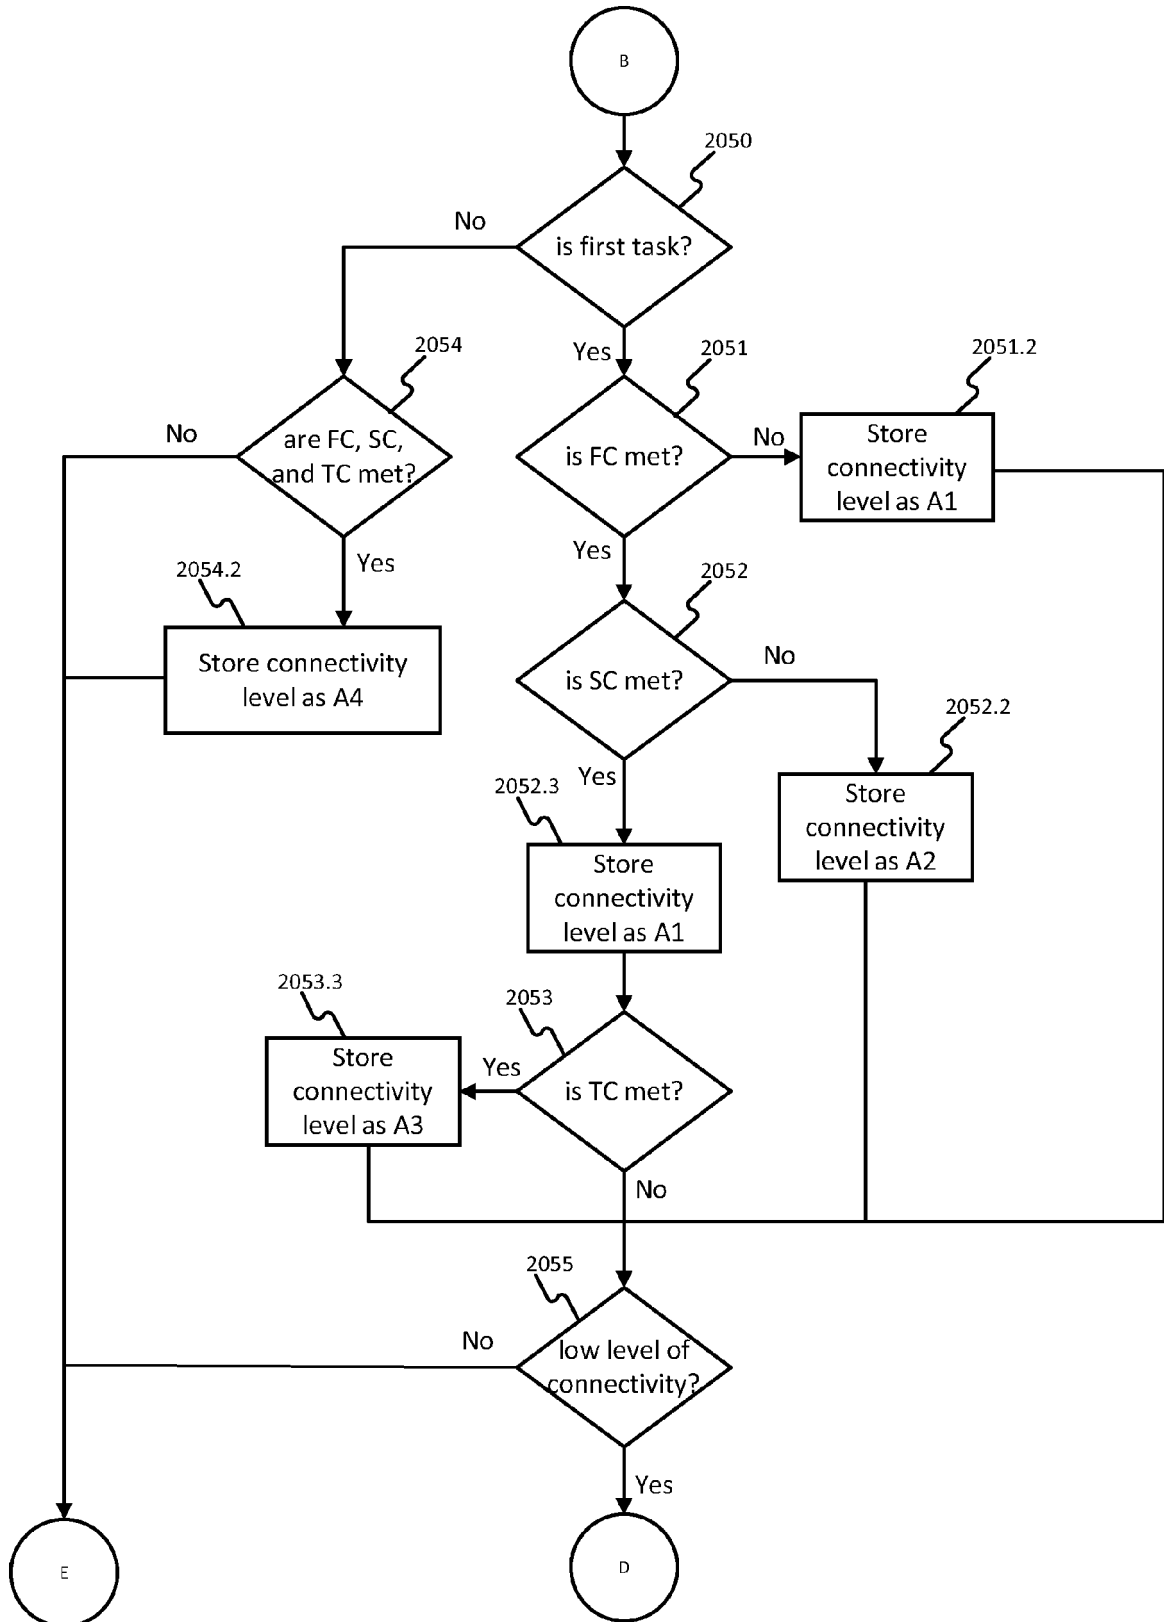 B
2050
No
is first task?
2054
Yes
2051
2051.2
No
are FC, SC,
and TC met?
is FC met?
No
Store
connectivity
level as A1
Yes
2054.2
Yes
2052
Store connectivity
level as A4
is SC met?
No
2052.2
Yes
2052.3
Store
connectivity
level as A2
Store
connectivity
level as A1
2053.3
2053
Store
connectivity
level as A3
Yes
is TC met?
No
2055
No
low level of
connectivity?
Yes
E
D